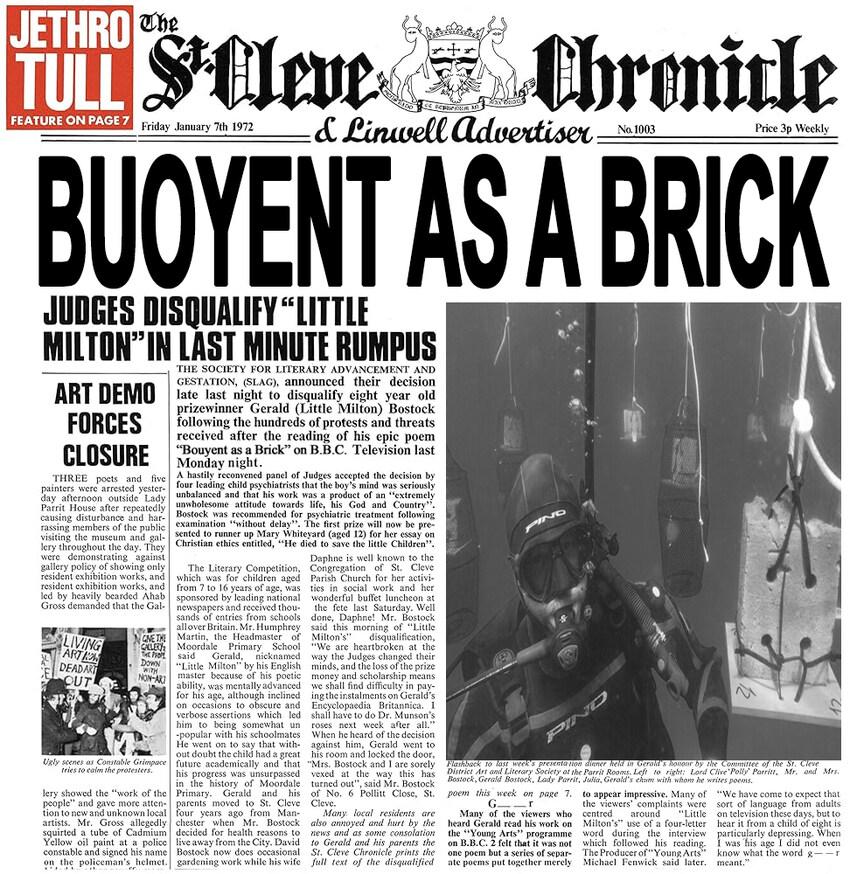 JETHRO
TULL
FEATURE ON PAGE 7
The
St. Cleve Chronicle
Friday January 7th 1972
& Linwell Advertiser
No.1003
Price 3p Weekly
BUOYENT AS A BRICK
JUDGES DISQUALIFY “LITTLE
MILTON” IN LAST MINUTE RUMPUS
ART DEMO
FORCES
CLOSURE
THREE poets and five
painters were arrested yester-
day afternoon outside Lady
Parrit House after repeatedly
causing disturbance and har-
rassing members of the public
visiting the museum and gal-
lery throughout the day. They
were demonstrating against
gallery policy of showing only
resident exhibition works, and
resident exhibition works, and
led by heavily bearded Ahab
Gross demanded that the Gal-
LIVING
ART NOW
DEAD ART
OUT
GIVE THE
GALLERY
THE PEOPLE
DOWN
WITH
NON-ART
Ugly scenes as Constable Grimpace
tries to calm the protesters.
lery showed the “work of the
people” and gave more atten-
tion to new and unknown local
artists. Mr. Gross allegedly
squirted a tube of Cadmium
Yellow oil paint at a police
constable and signed his name
on the policeman's helmet.
THE SOCIETY FOR LITERARY ADVANCEMENT AND
GESTATION, (SLAG), announced their decision
late last night to disqualify eight year old
prizewinner Gerald (Little Milton) Bostock
following the hundreds of protests and threats
received after the reading of his epic poem
“Bouyent as a Brick” on B.B.C. Television last
Monday night.
A hastily reconvened panel of Judges accepted the decision by
four leading child psychiatrists that the boy's mind was seriously
unbalanced and that his work was a product of an “extremely
unwholesome attitude towards life, his God and Country”.
Bostock was recommended for psychiatric treatment following
examination “without delay”. The first prize will now be pre-
sented to runner up Mary Whiteyard (aged 12) for her essay on
Christian ethics entitled, “He died to save the little Children”.
The Literary Competition,
which was for children aged
from 7 to 16 years of age, was
sponsored by leading national
newspapers and received thou-
sands of entries from schools
all over Britain. Mr. Humphrey
Martin, the Headmaster of
Moordale Primary School
said Gerald, nicknamed
“Little Milton” by his English
master because of his poetic
ability, was mentally advanced
for his age, although inclined
on occasions to obscure and
verbose assertions which led
him to being somewhat un
-popular with his schoolmates
He went on to say that with-
out doubt the child had a great
future academically and that
his progress was unsurpassed
in the history of Moordale
Primary. Gerald and his
parents moved to St. Cleve
four years ago from Man-
chester when Mr. Bostock
decided for health reasons to
live away from the City. David
Bostock now does occasional
gardening work while his wife
Daphne is well known to the
Congregation of St. Cleve
Parish Church for her activi-
ties in social work and her
wonderful buffet luncheon at
the fete last Saturday. Well
done, Daphne! Mr. Bostock
said this morning of “Little
Milton's” disqualification,
“We are heartbroken at the
way the Judges changed their
minds, and the loss of the prize
money and scholarship means
we shall find difficulty in pay-
ing the instalments on Gerald's
Encyclopaedia Britannica. I
shall have to do Dr. Munson's
roses next week after all.”
When he heard of the decision
against him, Gerald went to
his room and locked the door.
“Mrs. Bostock and I are sorely
vexed at the way this has
turned out”, said Mr. Bostock
of No. 6 Pollitt Close, St.
Cleve.
Many local residents are
also annoyed and hurt by the
news and as some consolation
to Gerald and his parents the
St. Cleve Chronicle prints the
full text of the disqualified
PINO
PINO
Flashback to last week's presentation dinner held in Gerald's honour by the Committee of the St. Cleve
District Art and Literary Society at the Parrit Rooms. Left to right: Lord Clive 'Polly' Parritt, Mr. and Mrs.
Bostock, Gerald Bostock, Lady Parrit, Julia, Gerald's chum with whom he writes poems.
poem this week on page 7.
G — — r
Many of the viewers who
heard Gerald read his work on
the “Young Arts” programme
on B.B.C. 2 felt that it was not
one poem but a series of separ-
ate poems put together merely
to appear impressive. Many of
the viewers' complaints were
centred around “Little
Milton's” use of a four-letter
word during the interview
which followed his reading.
The Producer of “Young Arts”
Michael Fenwick said later.
“We have come to expect that
sort of language from adults
on television these days, but to
hear it from a child of eight is
particularly depressing. When
I was his age I did not even
know what the word g — — r
meant.”